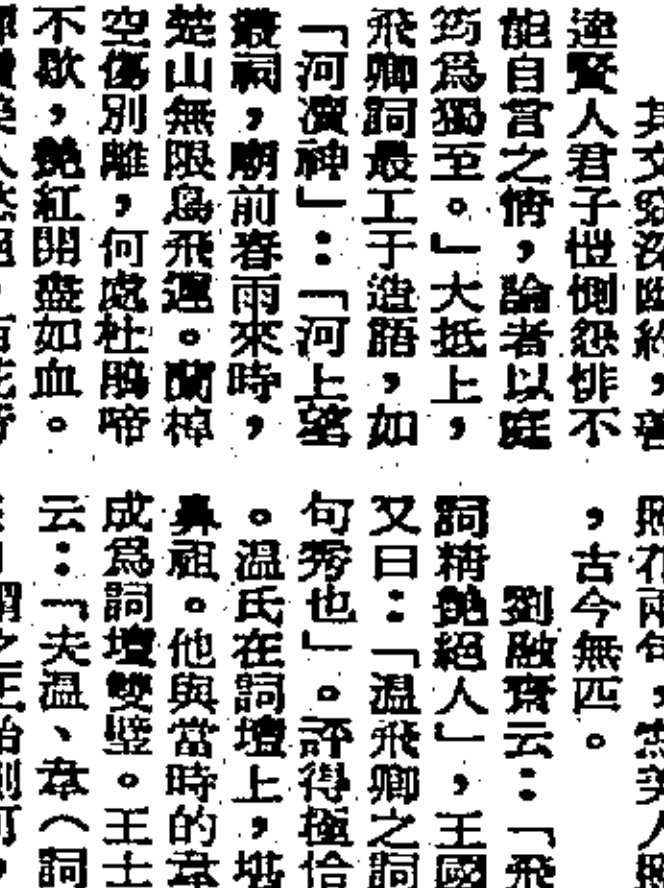 其文窈深幽約,善
達賢人君子愷惻怨悱不
能自言之情,論者以庭
筠爲獨至。」大抵上,
飛卿詞最工于造語,如
「河瀆神」:「河上望
叢祠,廟前春雨來時,
楚山無限鳥飛遲。蘭棹
空傷別離,何處杜鵑啼
不歇,艷紅開盡如血。
,古今無匹。
劉融齋云:「飛
詞精艷絕人」,王國
又曰:「溫飛卿之詞
句秀也」。評得極恰
。溫氏在詞壇上,堪
鼻祖。他與當時的韋
成爲詞壇雙璧。王士
云:「夫溫、韋(詞